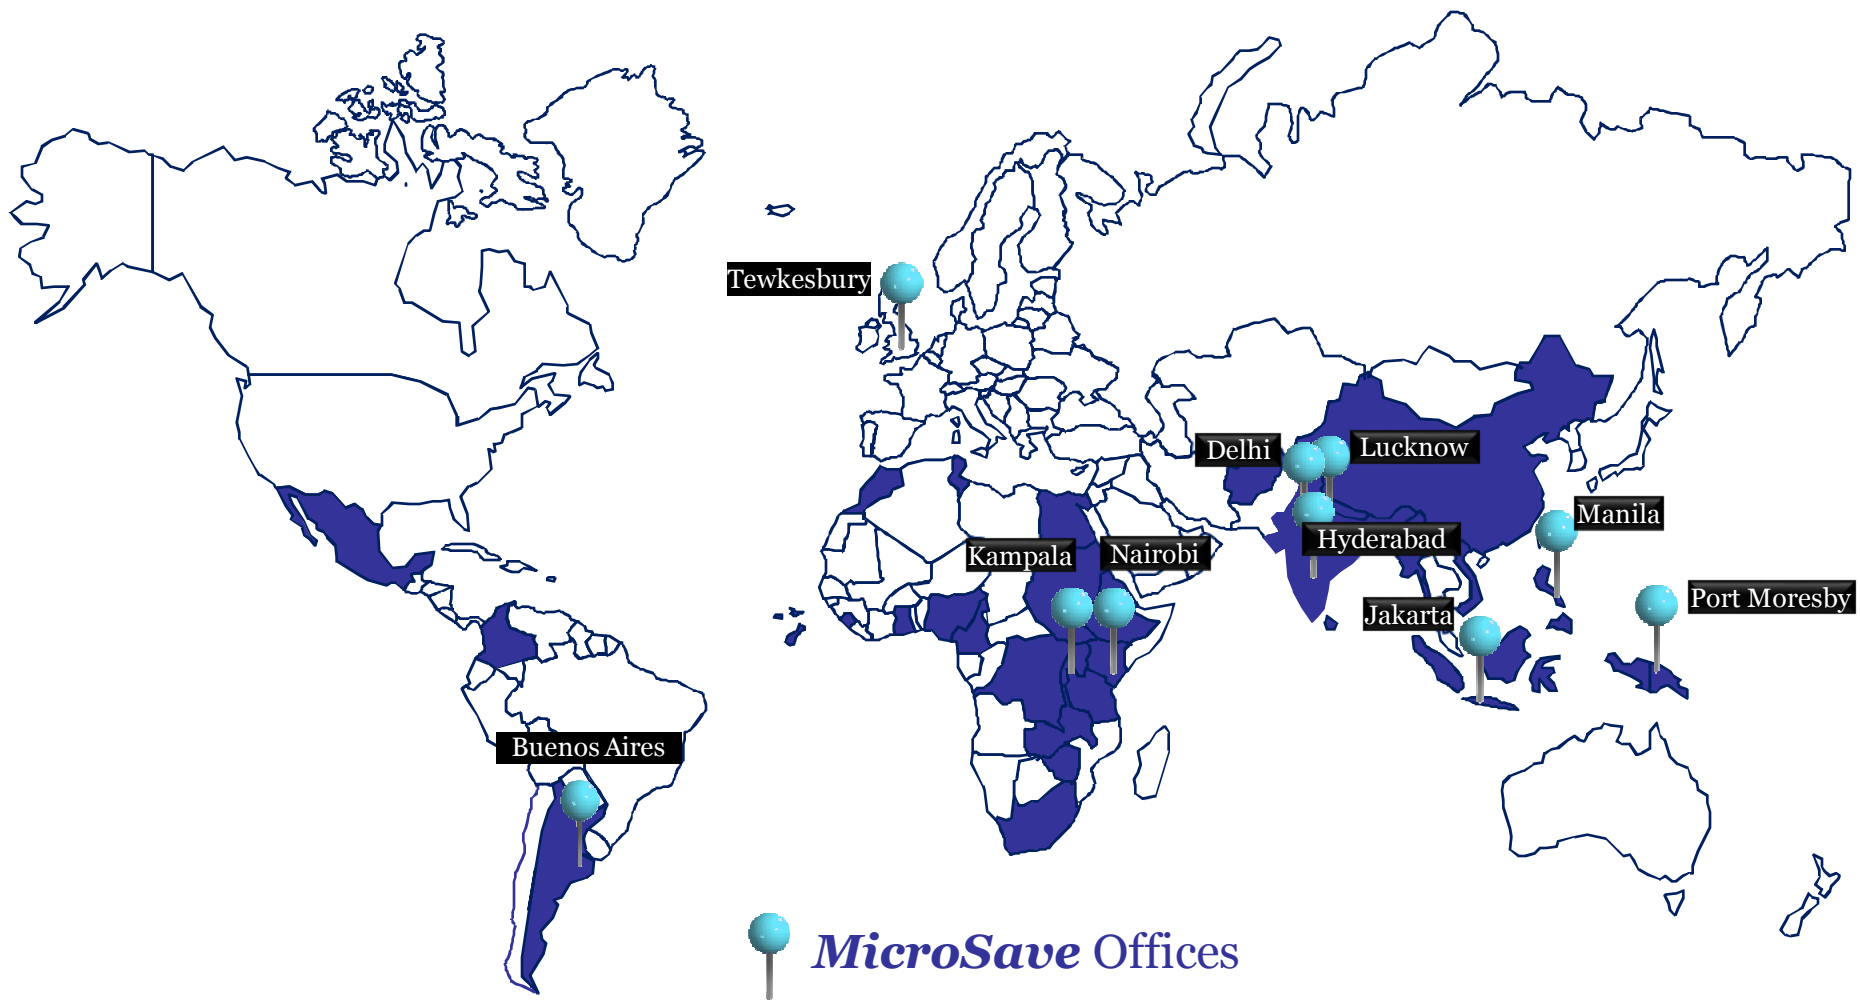 Tewkesbury
Delhi
Lucknow
Manila
Hyderabad
Kampala
Nairobi
Port Moresby
Jakarta
Buenos Aires
MicroSave Offices